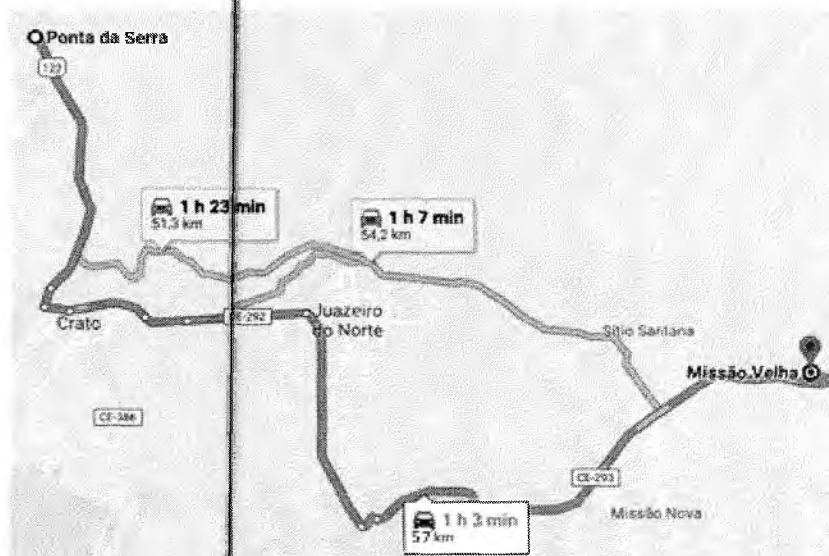 Ponta da Serra
122
1 h 23 min
51,3 km
1 h 7 min
54,2 km
Crato
CE-292
Juazeiro
do Norte
Sítio Santana
Missão Velha
CE-386
CE-293
Missão Nova
1 h 3 min
57 km